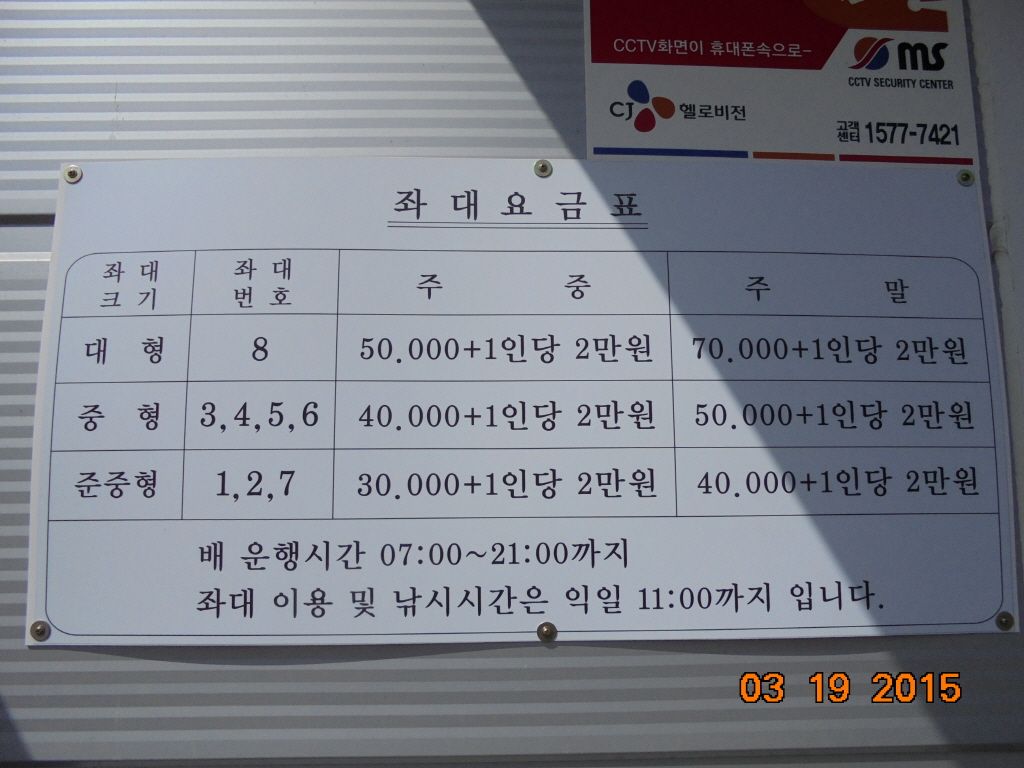 CCTV화면이 휴대폰속으로-
ms
CCTV SECURITY CENTER
CJ 헬로비전
고객센터 1577-7421
좌 대 요 금 표
좌 대 크 기 좌 대 번 호 주 중 주 말
대 형 8 50.000+1인당 2만원 70.000+1인당 2만원
중 형 3,4,5,6 40.000+1인당 2만원 50.000+1인당 2만원
준중형 1,2,7 30.000+1인당 2만원 40.000+1인당 2만원
배 운행시간 07:00~21:00까지
좌대 이용 및 낚시시간은 익일 11:00까지 입니다.
03 19 2015